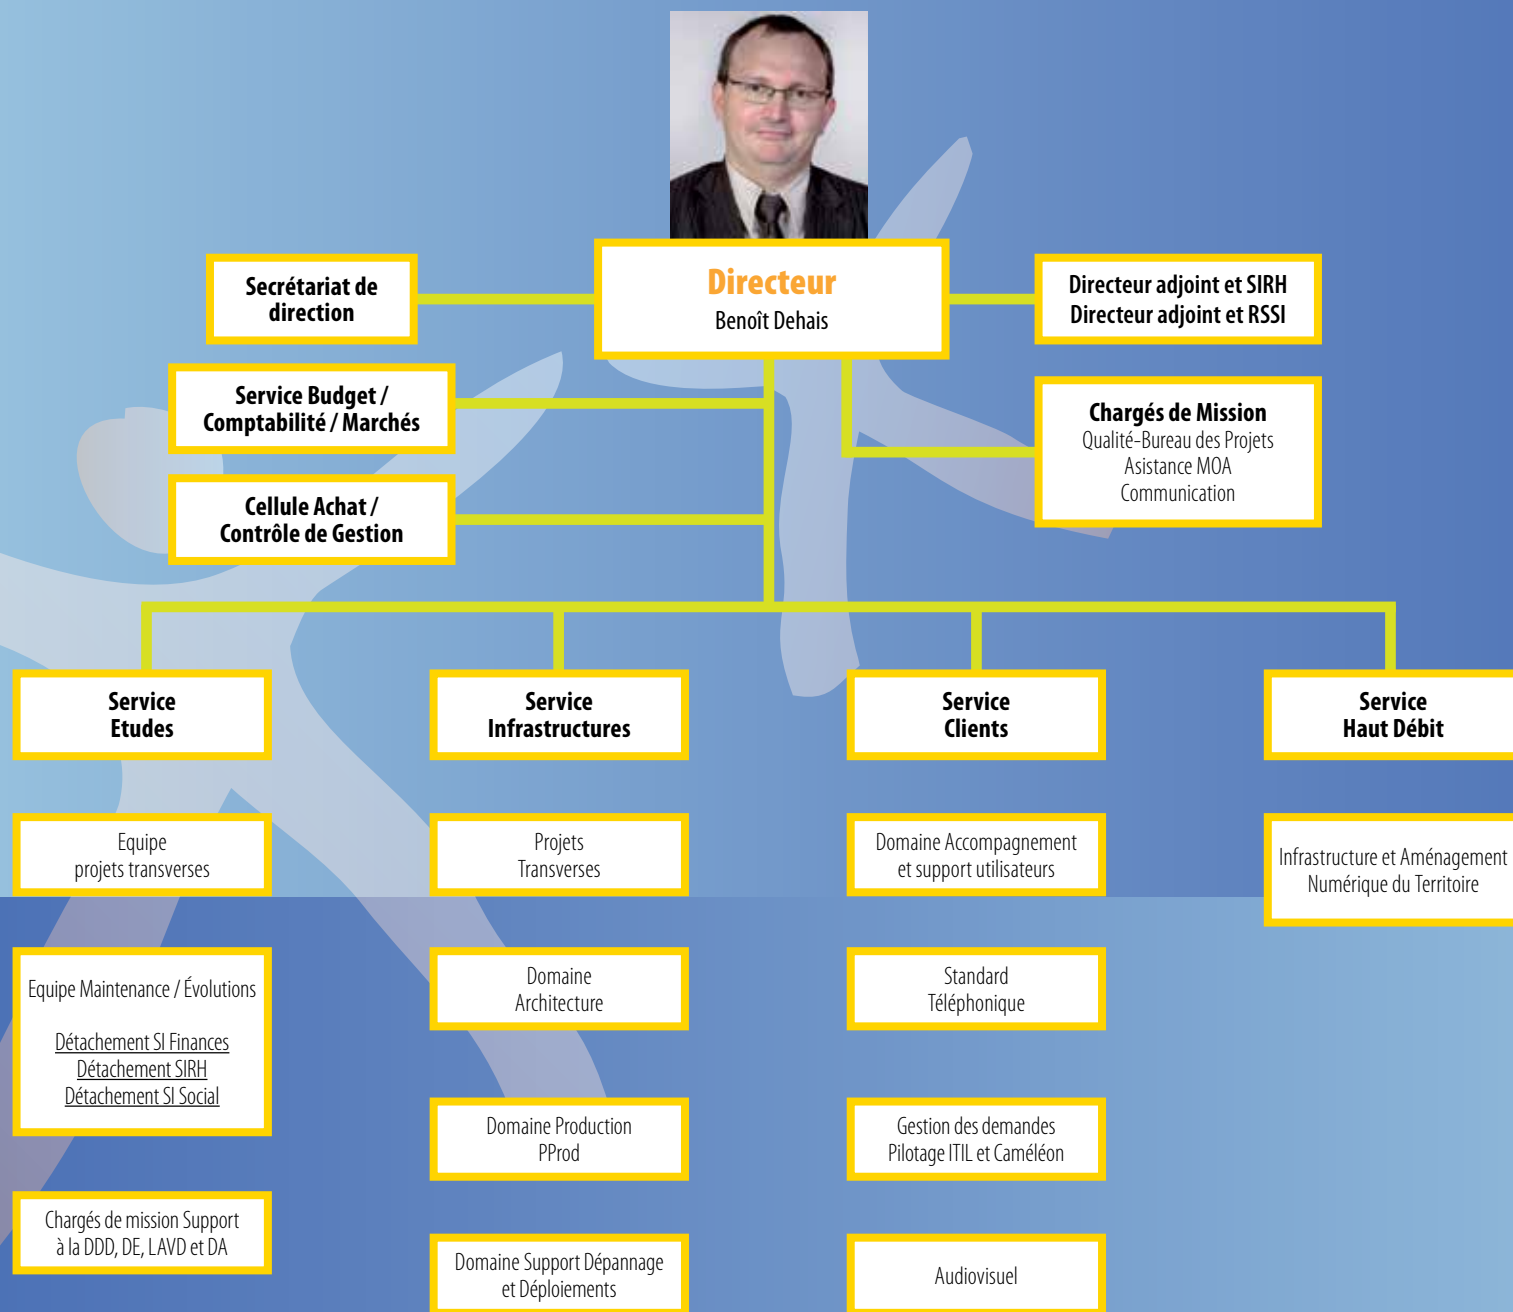 Directeur
Benoît Dehais
Secrétariat de
direction
Directeur adjoint et SIRH
Directeur adjoint et RSSI
Service Budget /
Comptabilité / Marchés
Chargés de Mission
Qualité-Bureau des Projets
Asistance MOA
Communication
Cellule Achat /
Contrôle de Gestion
Service
Etudes
Equipe
projets transverses
Equipe Maintenance / Évolutions
Détachement SI Finances
Détachement SIRH
Détachement SI Social
Chargés de mission Support
à la DDD, DE, LAVD et DA
Service
Infrastructures
Projets
Transverses
Domaine
Architecture
Domaine Production
PProd
Domaine Support Dépannage
et Déploiements
Service
Clients
Domaine Accompagnement
et support utilisateurs
Standard
Téléphonique
Gestion des demandes
Pilotage ITIL et Caméléon
Audiovisuel
Service
Haut Débit
Infrastructure et Aménagement
Numérique du Territoire